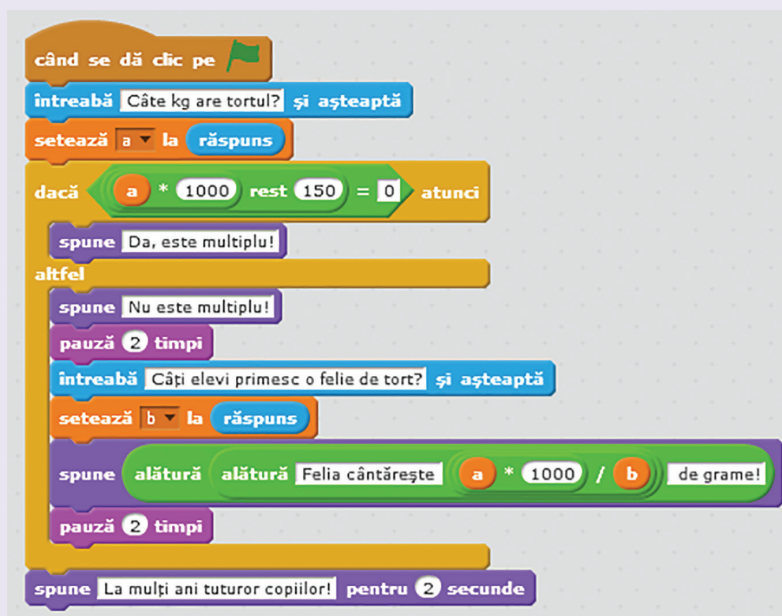 când se dă clic pe
întreabă Câte kg are tortul? și așteaptă
setează a la răspuns
dacă a * 1000 rest 150 = 0 atunci
spune Da, este multiplu!
altfel
spune Nu este multiplu!
pauză 2 timpi
întreabă Câți elevi primesc o felie de tort? și așteaptă
setează b la răspuns
spune alătură alătură Felia cântărește a * 1000 / b de grame!
pauză 2 timpi
spune La mulți ani tuturor copiilor! pentru 2 secunde